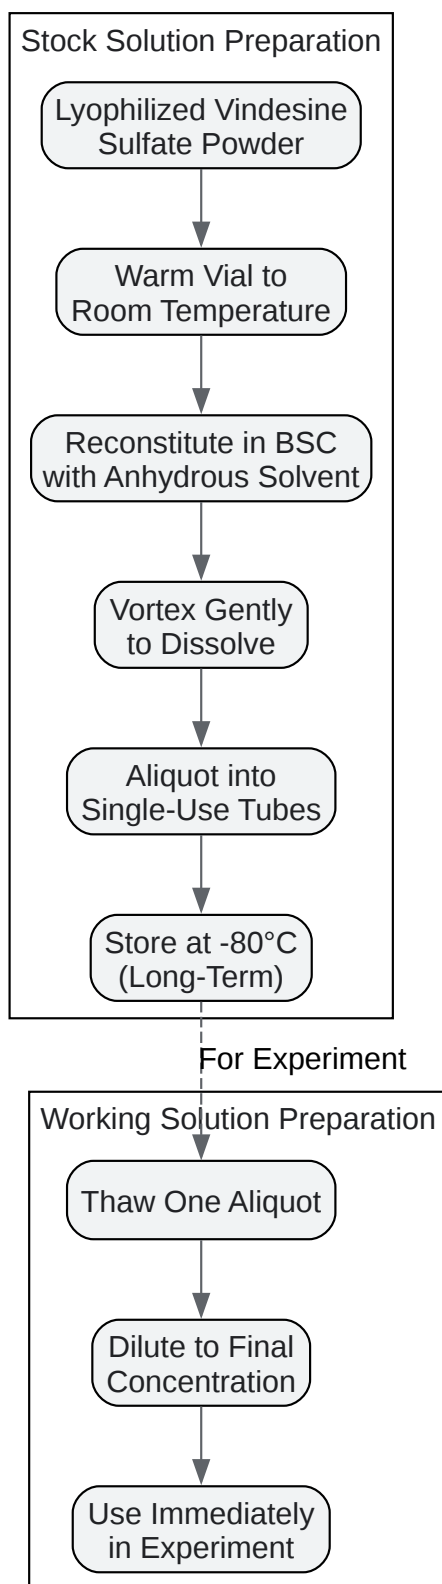 Stock Solution Preparation
Lyophilized Vindesine
Sulfate Powder
Warm Vial to
Room Temperature
Reconstitute in BSC
with Anhydrous Solvent
Vortex Gently
to Dissolve
Aliquot into
Single-Use Tubes
Store at -80°C
(Long-Term)
For Experiment
Working Solution Preparation
Thaw One Aliquot
Dilute to Final
Concentration
Use Immediately
in Experiment